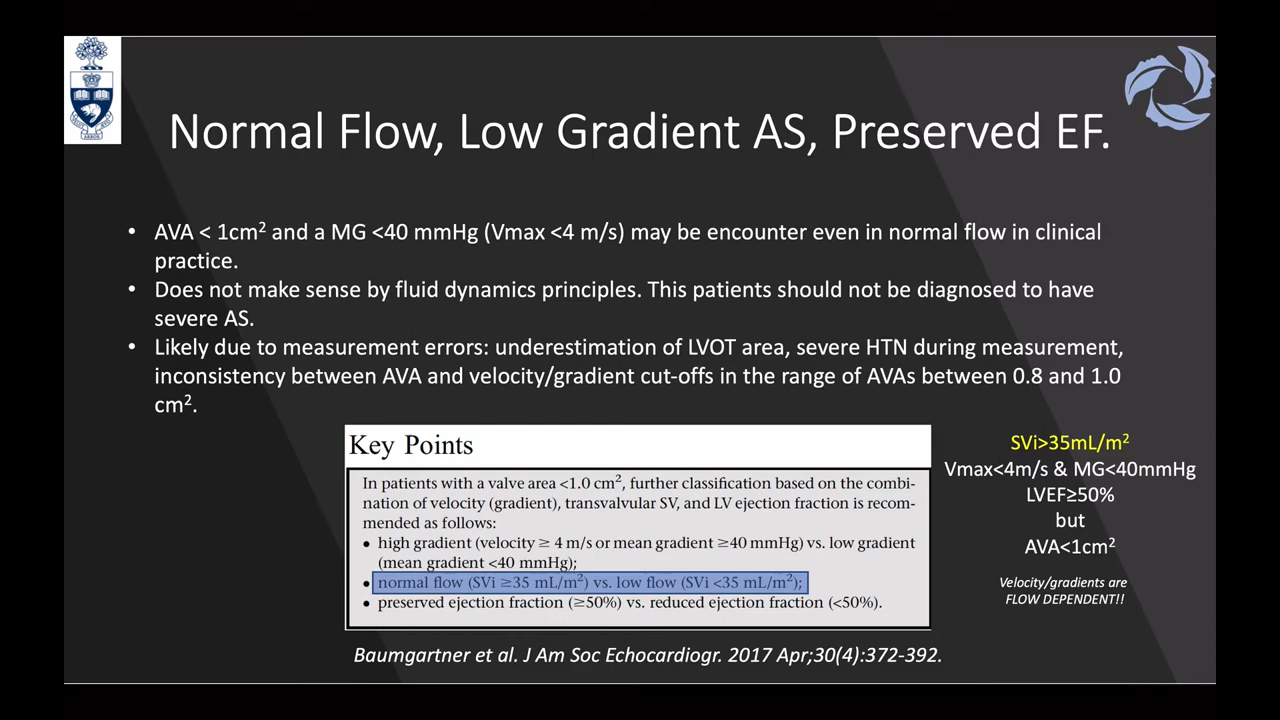 Normal Flow, Low Gradient AS, Preserved EF.
• AVA < 1cm² and a MG <40 mmHg (Vmax <4 m/s) may be encounter even in normal flow in clinical
practice.
• Does not make sense by fluid dynamics principles. This patients should not be diagnosed to have
severe AS.
• Likely due to measurement errors: underestimation of LVOT area, severe HTN during measurement,
inconsistency between AVA and velocity/gradient cut-offs in the range of AVAs between 0.8 and 1.0
cm².
Key Points
In patients with a valve area <1.0 cm², further classification based on the combi-
nation of velocity (gradient), transvalvular SV, and LV ejection fraction is recom-
mended as follows:
• high gradient (velocity ≥ 4 m/s or mean gradient ≥40 mmHg) vs. low gradient
(mean gradient <40 mmHg);
• normal flow (SVi ≥35 mL/m²) vs. low flow (SVi <35 mL/m²);
• preserved ejection fraction (≥50%) vs. reduced ejection fraction (<50%).
SVi>35mL/m²
Vmax<4m/s & MG<40mmHg
LVEF≥50%
but
AVA<1cm²
Velocity/gradients are
FLOW DEPENDENT!!
Baumgartner et al. J Am Soc Echocardiogr. 2017 Apr;30(4):372-392.